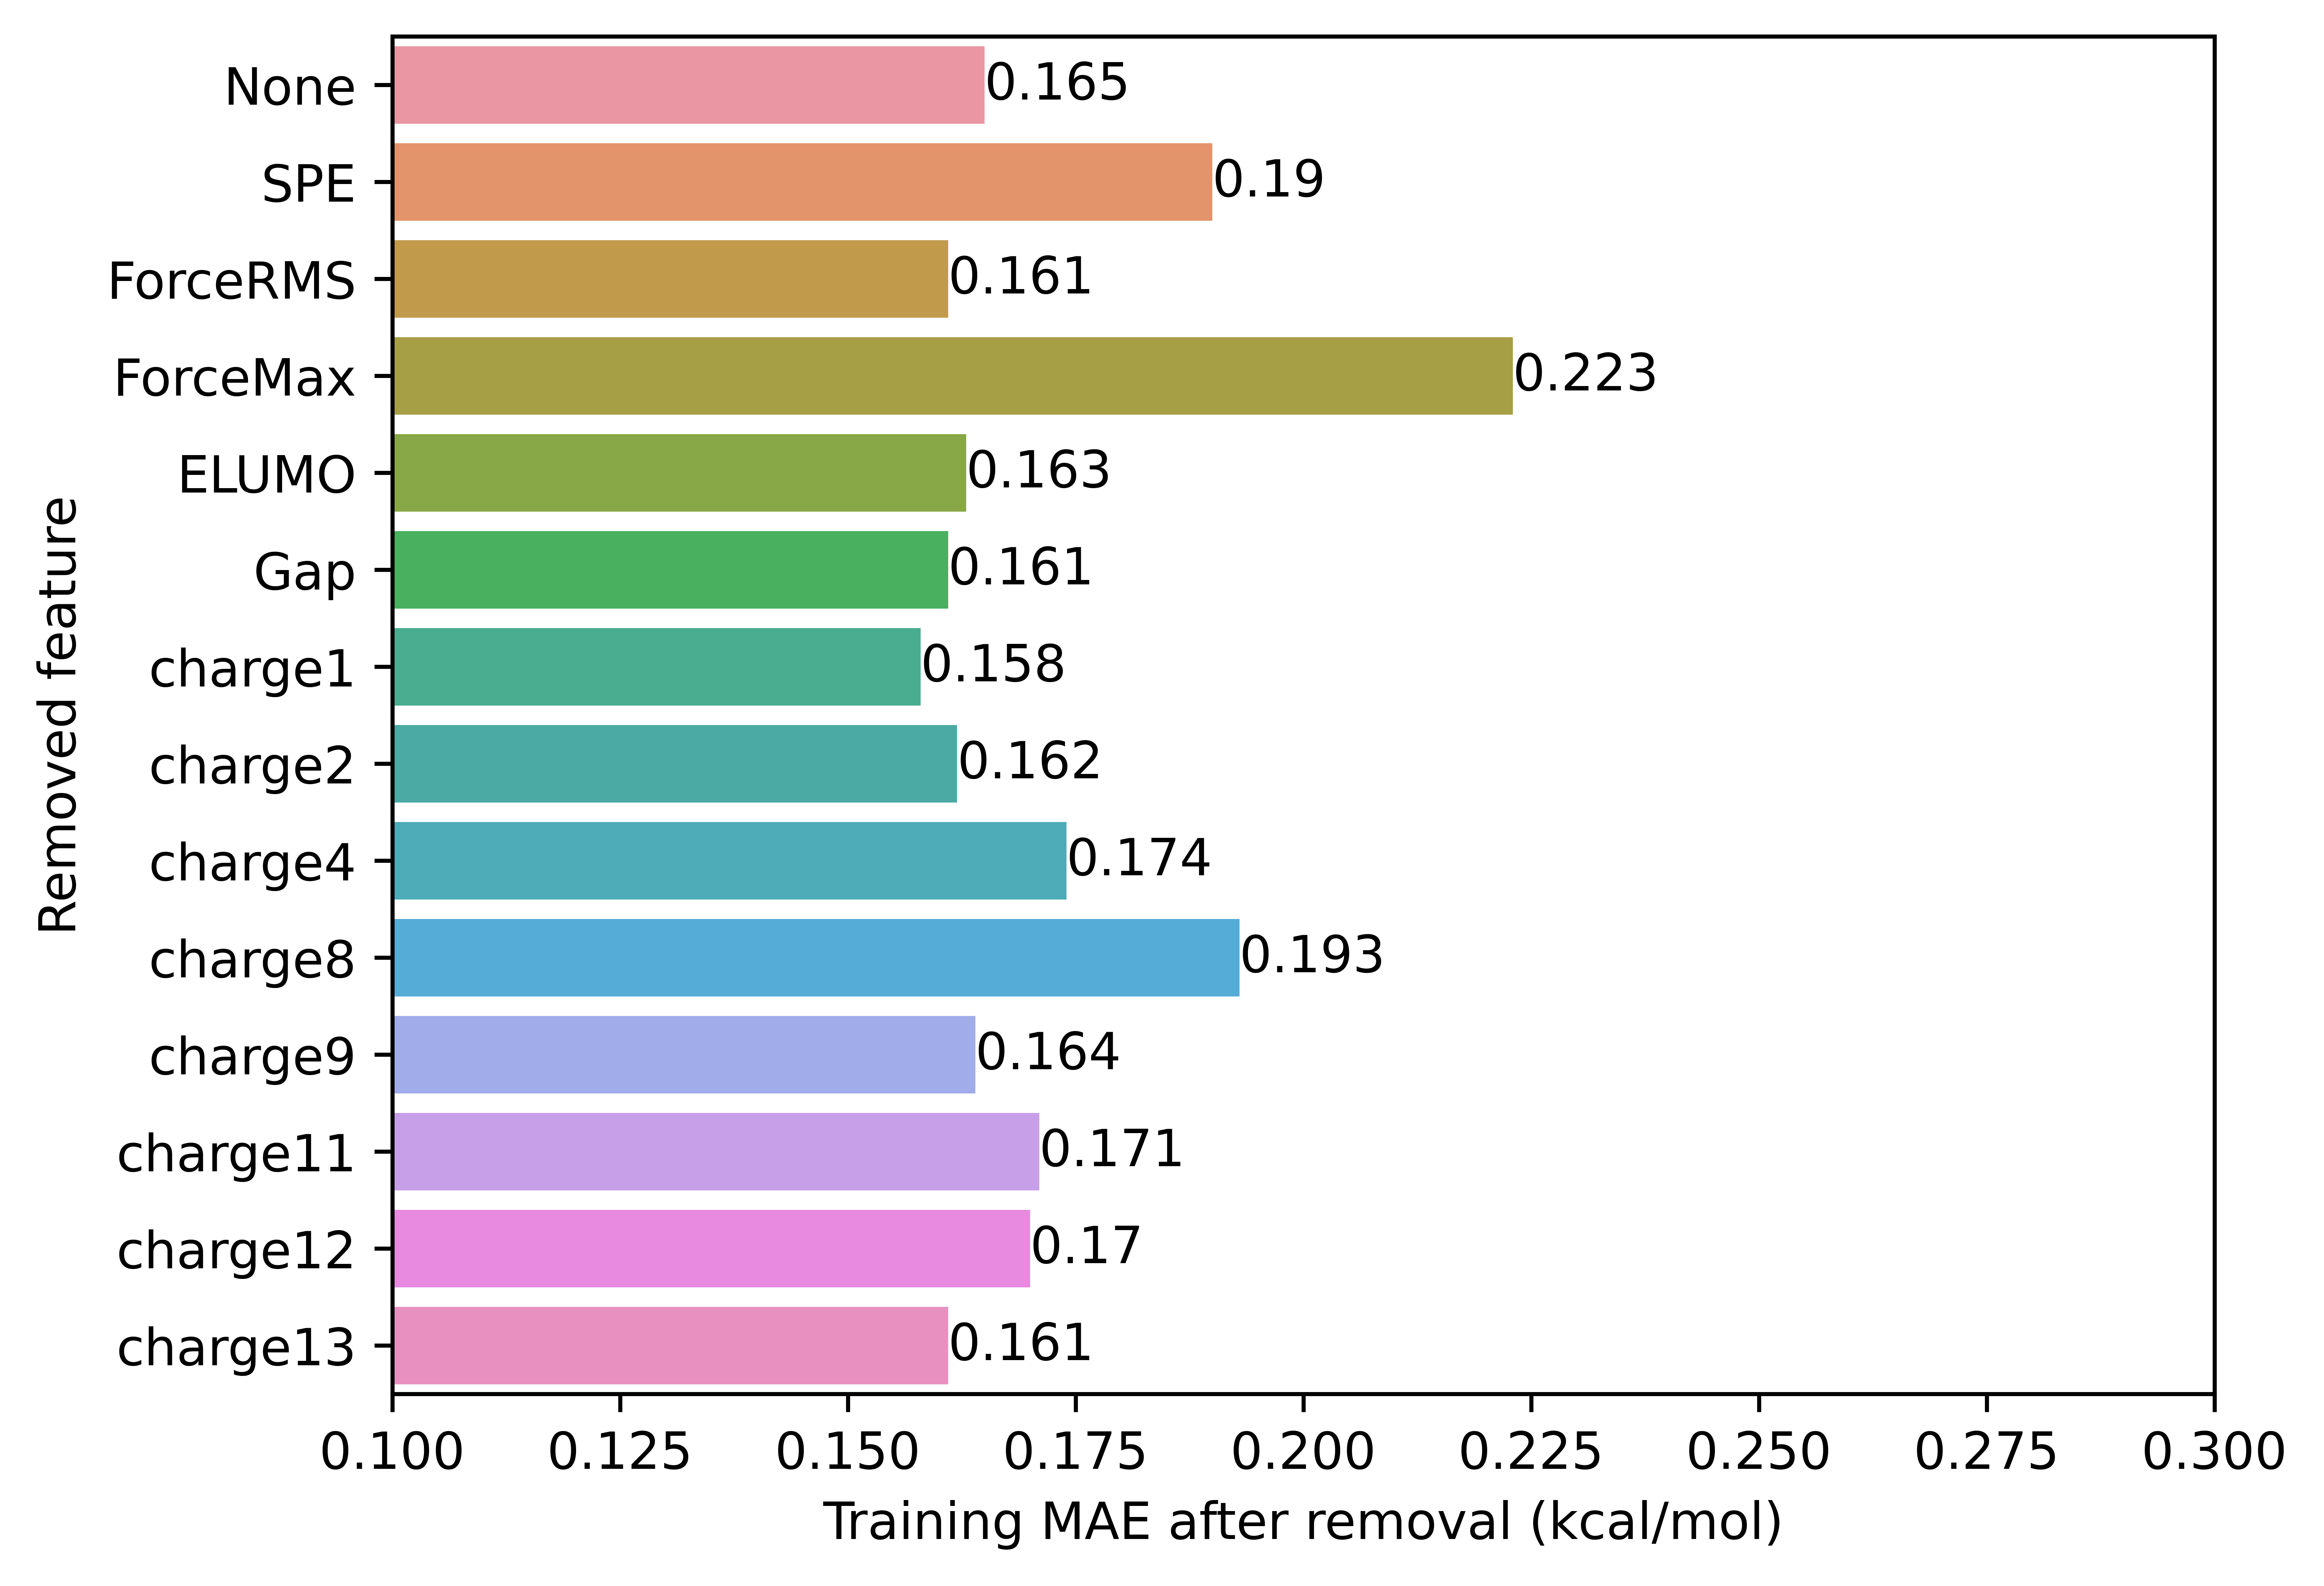 Removed feature
None 0.165
SPE 0.19
ForceRMS 0.161
ForceMax 0.223
ELUMO 0.163
Gap 0.161
charge1 0.158
charge2 0.162
charge4 0.174
charge8 0.193
charge9 0.164
charge11 0.171
charge12 0.17
charge13 0.161
0.100 0.125 0.150 0.175 0.200 0.225 0.250 0.275 0.300
Training MAE after removal (kcal/mol)